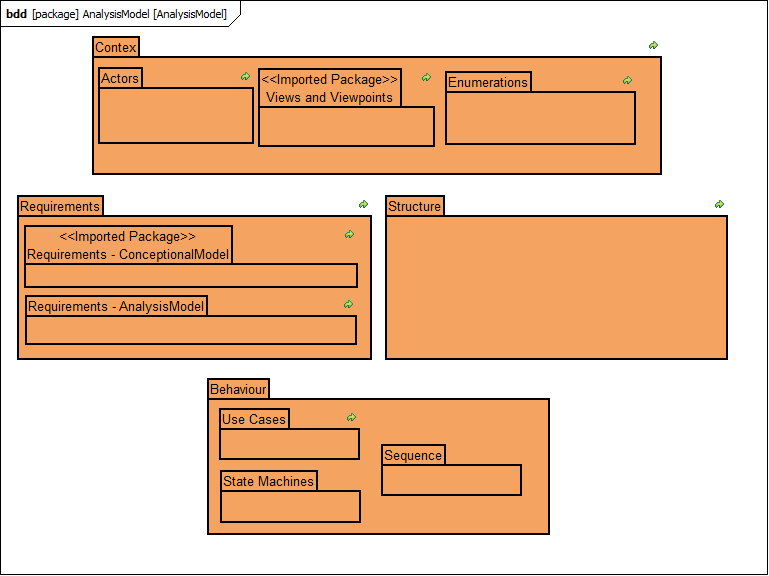 bdd [package] AnalysisModel [AnalysisModel]
Contex
Actors
<<Imported Package>>
Views and Viewpoints
Enumerations
Requirements
<<Imported Package>>
Requirements - ConceptionalModel
Requirements - AnalysisModel
Structure
Behaviour
Use Cases
State Machines
Sequence